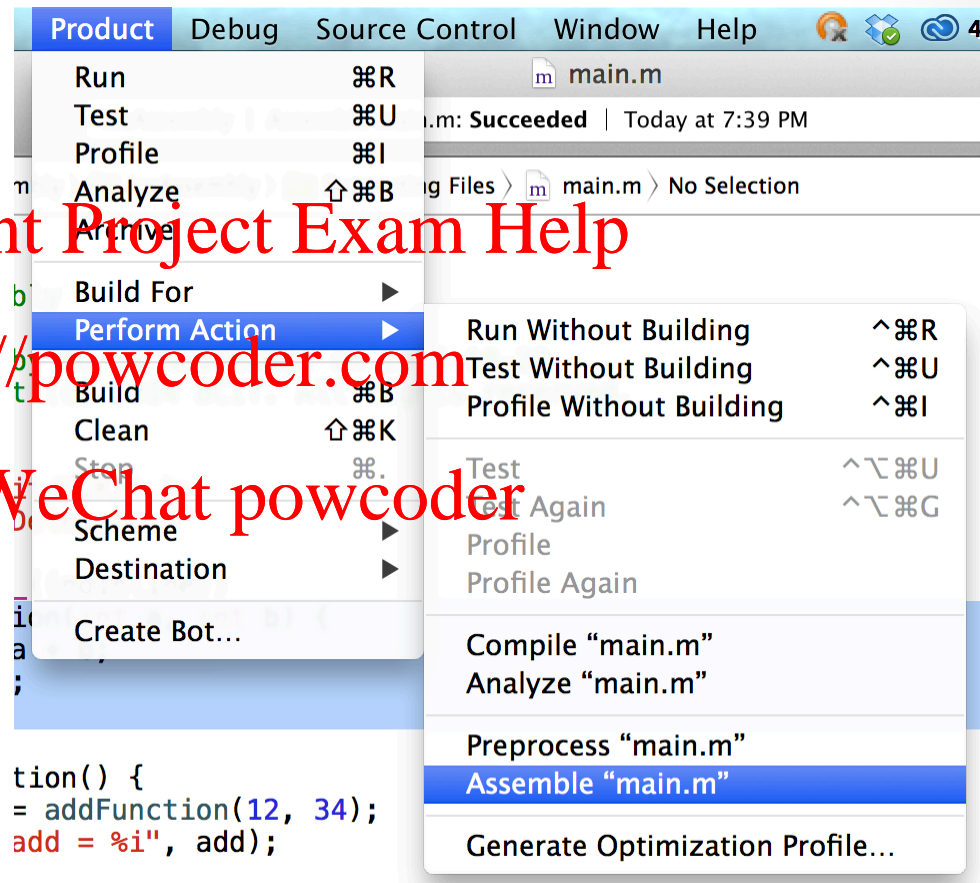 Product Debug Source Control Window Help 4
main.m
Run ⌘R
Test ⌘U
.m: Succeeded | Today at 7:39 PM
Profile ⌘I
Analyze ⇧⌘B
g Files 〉 main.m 〉 No Selection
Archive
nt Project Exam Help
Build For ▶
Perform Action ▶
//powcoder.com
Build ⌘B
Clean ⇧⌘K
Stop ⌘.
WeChat powcoder
Scheme ▶
Destination ▶
Create Bot...
Run Without Building ^⌘R
Test Without Building ^⌘U
Profile Without Building ^⌘I
Test ^⌥⌘U
Test Again ^⌥⌘G
Profile
Profile Again
Compile “main.m”
Analyze “main.m”
Preprocess “main.m”
Assemble “main.m”
Generate Optimization Profile...
tion() {
= addFunction(12, 34);
add = %i", add);